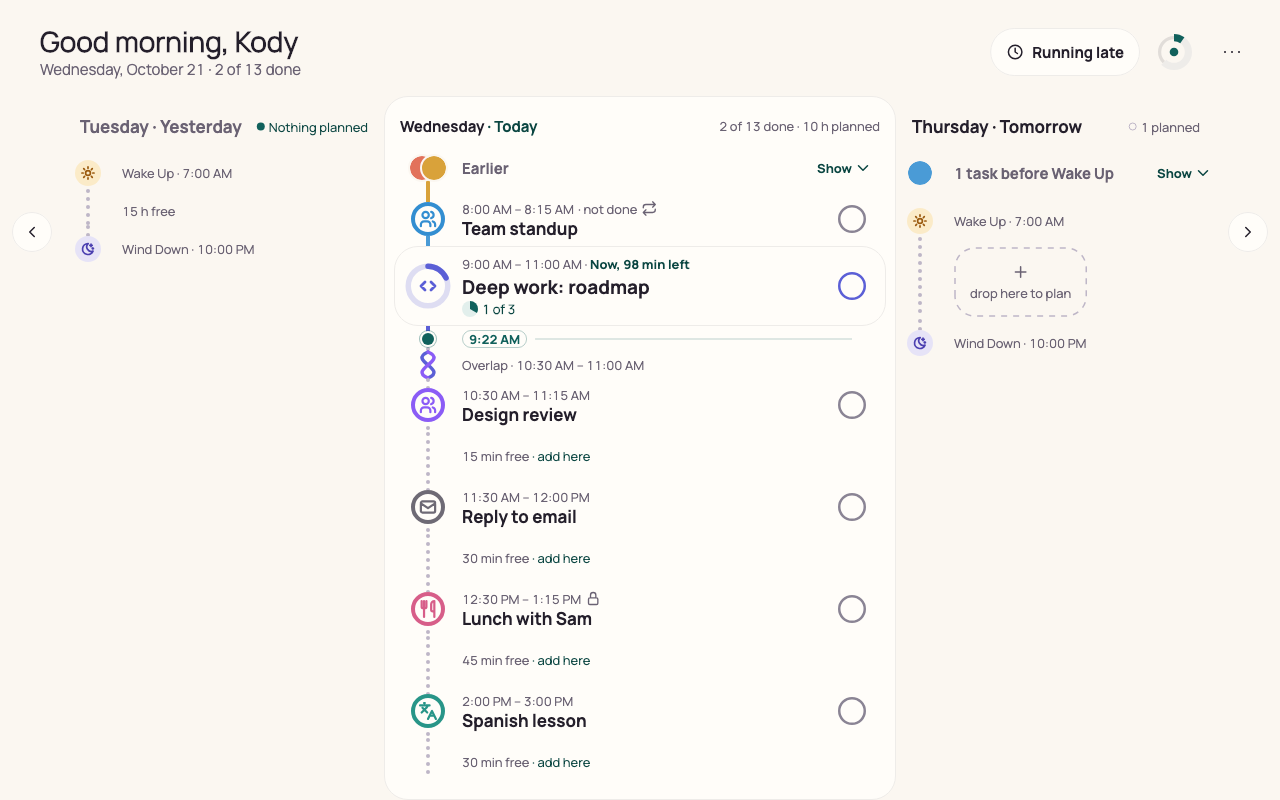 Good morning, Kody
Wednesday, October 21 · 2 of 13 done
Running late
Tuesday · Yesterday
Nothing planned
Wake Up · 7:00 AM
15 h free
Wind Down · 10:00 PM
Wednesday · Today
2 of 13 done · 10 h planned
Earlier
Show
8:00 AM – 8:15 AM · not done
Team standup
9:00 AM – 11:00 AM · Now, 98 min left
Deep work: roadmap
1 of 3
9:22 AM
Overlap · 10:30 AM – 11:00 AM
10:30 AM – 11:15 AM
Design review
15 min free · add here
11:30 AM – 12:00 PM
Reply to email
30 min free · add here
12:30 PM – 1:15 PM
Lunch with Sam
45 min free · add here
2:00 PM – 3:00 PM
Spanish lesson
30 min free · add here
Thursday · Tomorrow
1 planned
1 task before Wake Up
Show
Wake Up · 7:00 AM
drop here to plan
Wind Down · 10:00 PM